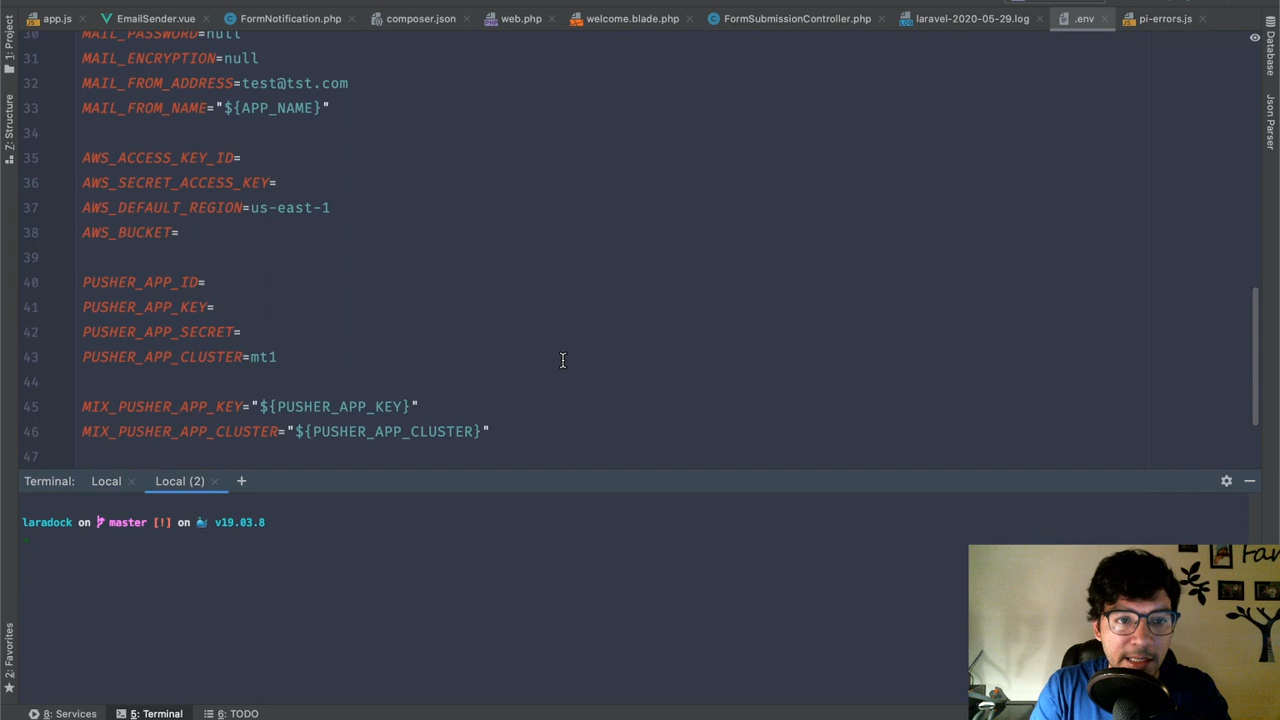 app.js
EmailSender.vue
FormNotification.php
composer.json
web.php
welcome.blade.php
FormSubmissionController.php
laravel-2020-05-29.log
.env
pi-errors.js
1: Project
7: Structure
2: Favorites
Database
Json Parser
30 MAIL_PASSWORD=null
31 MAIL_ENCRYPTION=null
32 MAIL_FROM_ADDRESS=test@tst.com
33 MAIL_FROM_NAME="${APP_NAME}"
34
35 AWS_ACCESS_KEY_ID=
36 AWS_SECRET_ACCESS_KEY=
37 AWS_DEFAULT_REGION=us-east-1
38 AWS_BUCKET=
39
40 PUSHER_APP_ID=
41 PUSHER_APP_KEY=
42 PUSHER_APP_SECRET=
43 PUSHER_APP_CLUSTER=mt1
44
45 MIX_PUSHER_APP_KEY="${PUSHER_APP_KEY}"
46 MIX_PUSHER_APP_CLUSTER="${PUSHER_APP_CLUSTER}"
47
Terminal: Local Local (2) +
laradock on master [!] on v19.03.8
8: Services 5: Terminal 6: TODO